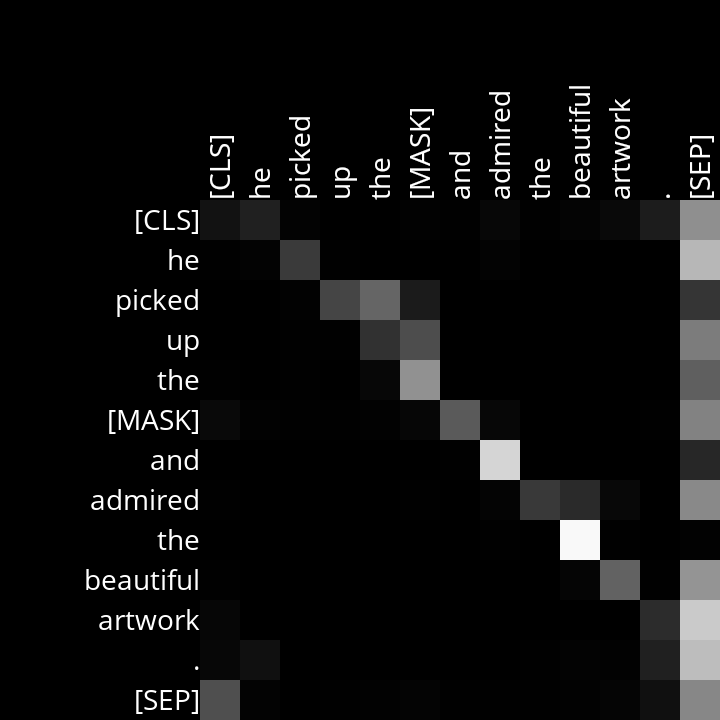 [CLS] he picked up the [MASK] and admired the beautiful artwork . [SEP]
[CLS]
he
picked
up
the
[MASK]
and
admired
the
beautiful
artwork
.
[SEP]